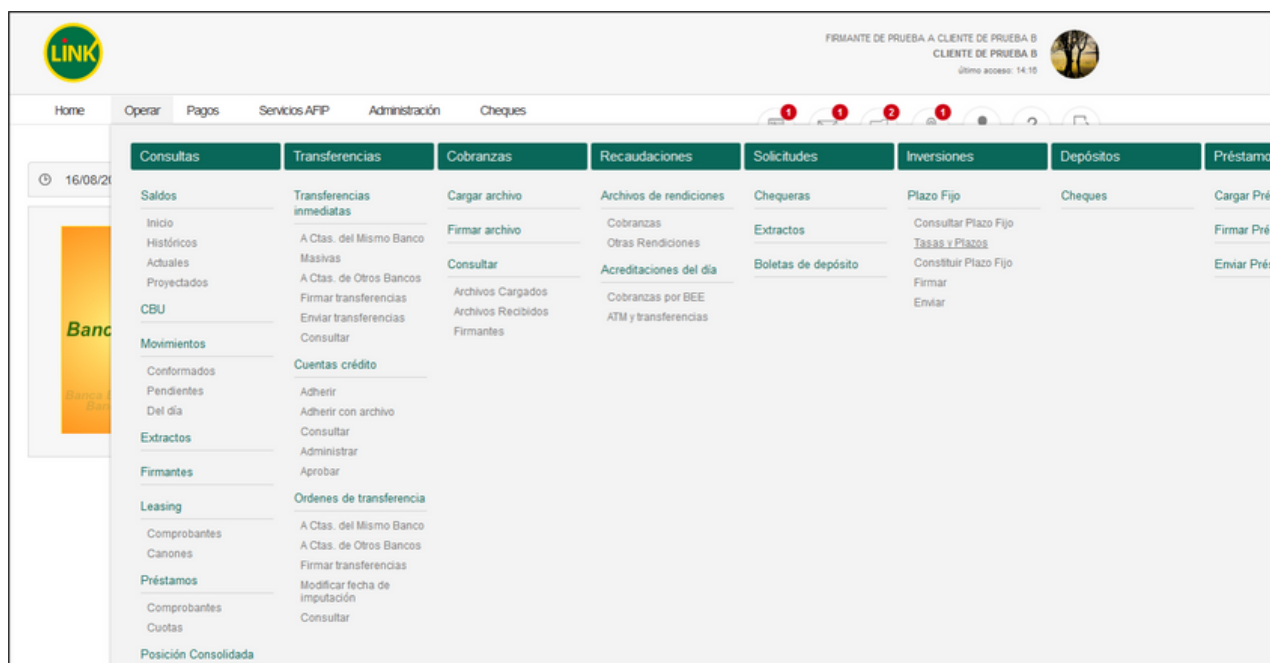 LINK
FIRMANTE DE PRUEBA A CLIENTE DE PRUEBA B
CLIENTE DE PRUEBA B
último acceso: 14:16
Home
Operar
Pagos
Servicios AFIP
Administración
Cheques
1
1
2
1
?
16/08/20
Banc
Consultas
Saldos
Inicio
Históricos
Actuales
Proyectados
CBU
Movimientos
Conformados
Pendientes
Del día
Extractos
Firmantes
Leasing
Comprobantes
Canones
Préstamos
Comprobantes
Cuotas
Posición Consolidada
Transferencias
Transferencias
inmediatas
A Ctas. del Mismo Banco
Masivas
A Ctas. de Otros Bancos
Firmar transferencias
Enviar transferencias
Consultar
Cuentas crédito
Adherir
Adherir con archivo
Consultar
Administrar
Aprobar
Ordenes de transferencia
A Ctas. del Mismo Banco
A Ctas. de Otros Bancos
Firmar transferencias
Modificar fecha de
imputación
Consultar
Cobranzas
Cargar archivo
Firmar archivo
Consultar
Archivos Cargados
Archivos Recibidos
Firmantes
Recaudaciones
Archivos de rendiciones
Cobranzas
Otras Rendiciones
Acreditaciones del día
Cobranzas por BEE
ATM y transferencias
Solicitudes
Chequeras
Extractos
Boletas de depósito
Inversiones
Plazo Fijo
Consultar Plazo Fijo
Tasas y Plazos
Constituir Plazo Fijo
Firmar
Enviar
Depósitos
Cheques
Préstamo
Cargar Pré
Firmar Pré
Enviar Prés